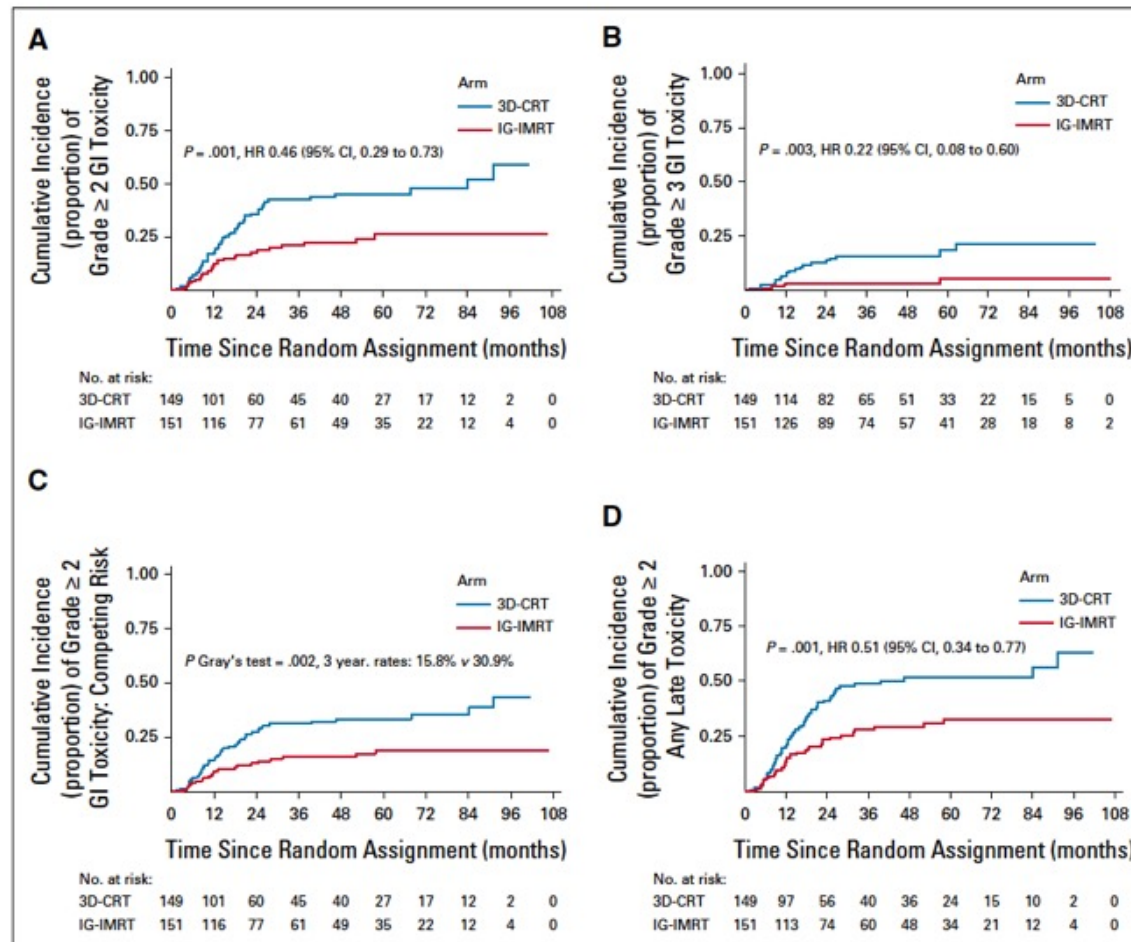 A
Cumulative Incidence
(proportion) of
Grade ≥ 2 GI Toxicity
1.00
0.75
0.50
0.25
Arm
3D-CRT
IG-IMRT
P = .001, HR 0.46 (95% CI, 0.29 to 0.73)
0 12 24 36 48 60 72 84 96 108
Time Since Random Assignment (months)
No. at risk:
3D-CRT 149 101 60 45 40 27 17 12 2 0
IG-IMRT 151 116 77 61 49 35 22 12 4 0
B
Cumulative Incidence
(proportion) of
Grade ≥ 3 GI Toxicity
1.00
0.75
0.50
0.25
Arm
3D-CRT
IG-IMRT
P = .003, HR 0.22 (95% CI, 0.08 to 0.60)
0 12 24 36 48 60 72 84 96 108
Time Since Random Assignment (months)
No. at risk:
3D-CRT 149 114 82 65 51 33 22 15 5 0
IG-IMRT 151 126 89 74 57 41 28 18 8 2
C
Cumulative Incidence
(proportion) of Grade ≥ 2
GI Toxicity: Competing Risk
1.00
0.75
0.50
0.25
Arm
3D-CRT
IG-IMRT
P Gray's test = .002, 3 year. rates: 15.8% v 30.9%
0 12 24 36 48 60 72 84 96 108
Time Since Random Assignment (months)
No. at risk:
3D-CRT 149 101 60 45 40 27 17 12 2 0
IG-IMRT 151 116 77 61 49 35 22 12 4 0
D
Cumulative Incidence
(proportion) of Grade ≥ 2
Any Late Toxicity
1.00
0.75
0.50
0.25
Arm
3D-CRT
IG-IMRT
P = .001, HR 0.51 (95% CI, 0.34 to 0.77)
0 12 24 36 48 60 72 84 96 108
Time Since Random Assignment (months)
No. at risk:
3D-CRT 149 97 56 40 36 24 15 10 2 0
IG-IMRT 151 113 74 60 48 34 21 12 4 0